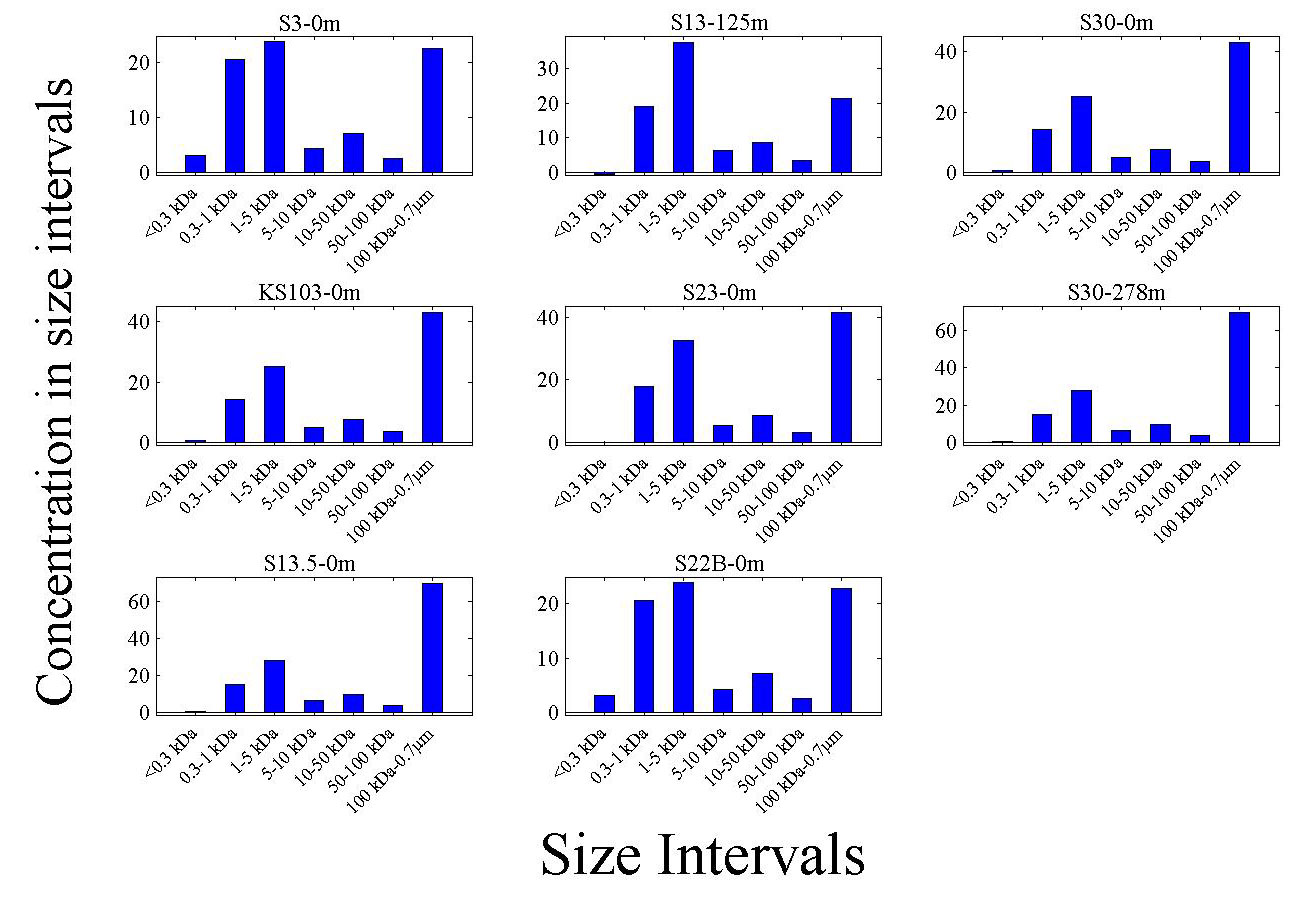 Concentration in size intervals
S3-0m
20
10
0
<0.3 kDa
0.3-1 kDa
1-5 kDa
5-10 kDa
10-50 kDa
50-100 kDa
100 kDa-0.7μm
S13-125m
30
20
10
0
<0.3 kDa
0.3-1 kDa
1-5 kDa
5-10 kDa
10-50 kDa
50-100 kDa
100 kDa-0.7μm
S30-0m
40
20
0
<0.3 kDa
0.3-1 kDa
1-5 kDa
5-10 kDa
10-50 kDa
50-100 kDa
100 kDa-0.7μm
KS103-0m
40
20
0
<0.3 kDa
0.3-1 kDa
1-5 kDa
5-10 kDa
10-50 kDa
50-100 kDa
100 kDa-0.7μm
S23-0m
40
20
0
<0.3 kDa
0.3-1 kDa
1-5 kDa
5-10 kDa
10-50 kDa
50-100 kDa
100 kDa-0.7μm
S30-278m
60
40
20
0
<0.3 kDa
0.3-1 kDa
1-5 kDa
5-10 kDa
10-50 kDa
50-100 kDa
100 kDa-0.7μm
S13.5-0m
60
40
20
0
<0.3 kDa
0.3-1 kDa
1-5 kDa
5-10 kDa
10-50 kDa
50-100 kDa
100 kDa-0.7μm
S22B-0m
20
10
0
<0.3 kDa
0.3-1 kDa
1-5 kDa
5-10 kDa
10-50 kDa
50-100 kDa
100 kDa-0.7μm
Size Intervals